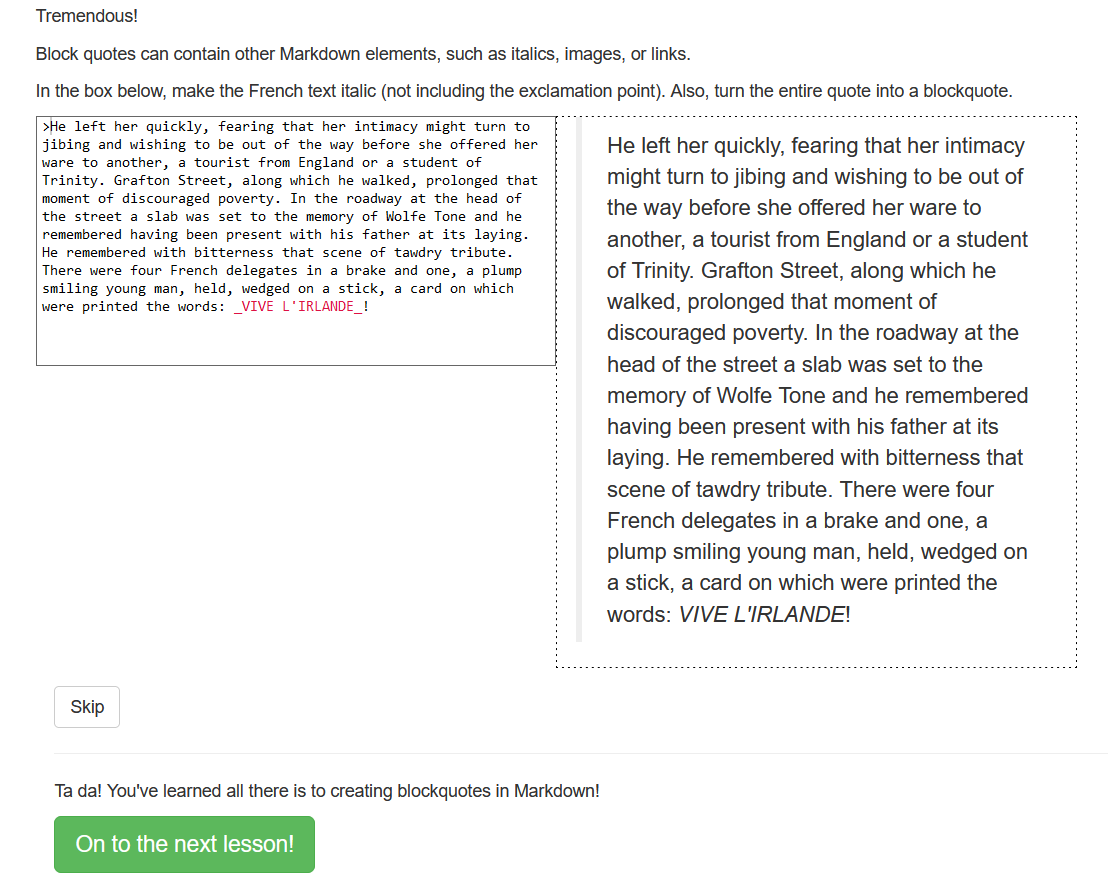 Tremendous!
Block quotes can contain other Markdown elements, such as italics, images, or links.
In the box below, make the French text italic (not including the exclamation point). Also, turn the entire quote into a blockquote.
>He left her quickly, fearing that her intimacy might turn to
jibing and wishing to be out of the way before she offered her
ware to another, a tourist from England or a student of
Trinity. Grafton Street, along which he walked, prolonged that
moment of discouraged poverty. In the roadway at the head of
the street a slab was set to the memory of Wolfe Tone and he
remembered having been present with his father at its laying.
He remembered with bitterness that scene of tawdry tribute.
There were four French delegates in a brake and one, a plump
smiling young man, held, wedged on a stick, a card on which
were printed the words: _VIVE L'IRLANDE_!
He left her quickly, fearing that her intimacy
might turn to jibing and wishing to be out of
the way before she offered her ware to
another, a tourist from England or a student
of Trinity. Grafton Street, along which he
walked, prolonged that moment of
discouraged poverty. In the roadway at the
head of the street a slab was set to the
memory of Wolfe Tone and he remembered
having been present with his father at its
laying. He remembered with bitterness that
scene of tawdry tribute. There were four
French delegates in a brake and one, a
plump smiling young man, held, wedged on
a stick, a card on which were printed the
words: VIVE L'IRLANDE!
Skip
Ta da! You've learned all there is to creating blockquotes in Markdown!
On to the next lesson!